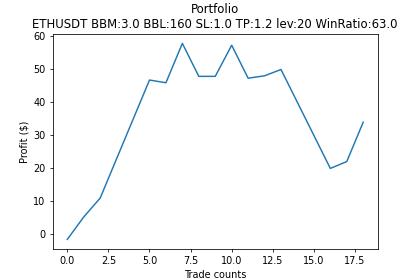 Portfolio
ETHUSDT BBM:3.0 BBL:160 SL:1.0 TP:1.2 lev:20 WinRatio:63.0
60
50
40
30
20
10
0
Profit ($)
0.0 2.5 5.0 7.5 10.0 12.5 15.0 17.5
Trade counts